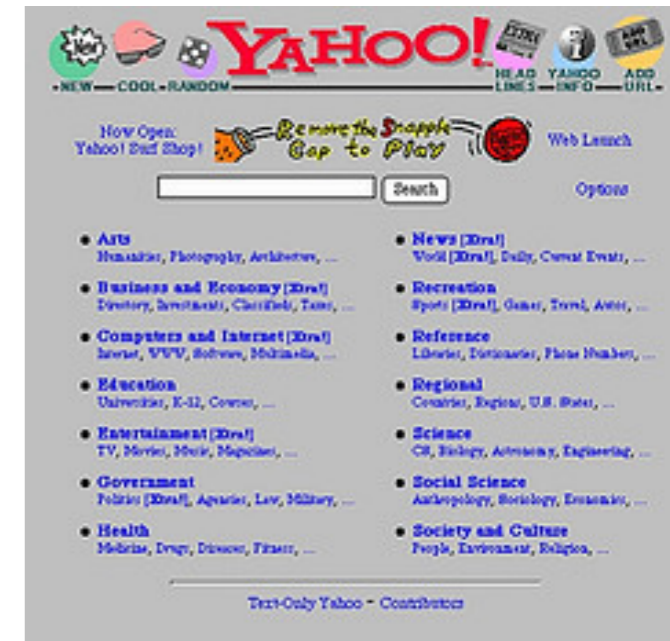 New
YAHOO!
EXTRA
i
ADD URL
NEW COOL RANDOM
HEAD LINES
YAHOO INFO
ADD URL
Now Open:
Yahoo! Surf Shop!
Remove the Snapple
Cap to Play
Web Launch
Search
Options
Arts
Humanities, Photography, Architecture, ...
Business and Economy [Xtra!]
Directory, Investments, Classifieds, Taxes, ...
Computers and Internet [Xtra!]
Internet, WWW, Software, Multimedia, ...
Education
Universities, K-12, Courses, ...
Entertainment [Xtra!]
TV, Movies, Music, Magazines, ...
Government
Politics [Xtra!], Agencies, Law, Military, ...
Health
Medicine, Drugs, Diseases, Fitness, ...
News [Xtra!]
World [Xtra!], Daily, Current Events, ...
Recreation
Sports [Xtra!], Games, Travel, Autos, ...
Reference
Libraries, Dictionaries, Phone Numbers, ...
Regional
Countries, Regions, U.S. States, ...
Science
CS, Biology, Astronomy, Engineering, ...
Social Science
Anthropology, Sociology, Economics, ...
Society and Culture
People, Environment, Religion, ...
Text-Only Yahoo - Contributors